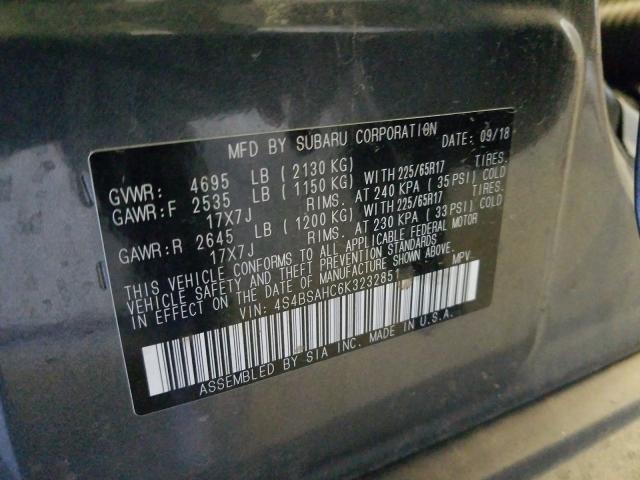 MFD BY SUBARU CORPORATION DATE: 09/18
GVWR: 4695 LB ( 2130 KG)
GAWR:F 2535 LB ( 1150 KG) WITH 225/65R17 TIRES.
17X7J RIMS. AT 240 KPA ( 35 PSI) COLD
GAWR:R 2645 LB ( 1200 KG) WITH 225/65R17 TIRES.
17X7J RIMS. AT 230 KPA ( 33 PSI) COLD
THIS VEHICLE CONFORMS TO ALL APPLICABLE FEDERAL MOTOR
VEHICLE SAFETY AND THEFT PREVENTION STANDARDS
IN EFFECT ON THE DATE OF MANUFACTURE SHOWN ABOVE.
VIN: 4S4BSAHC6K3232851 MPV
ASSEMBLED BY SIA INC. MADE IN U.S.A.